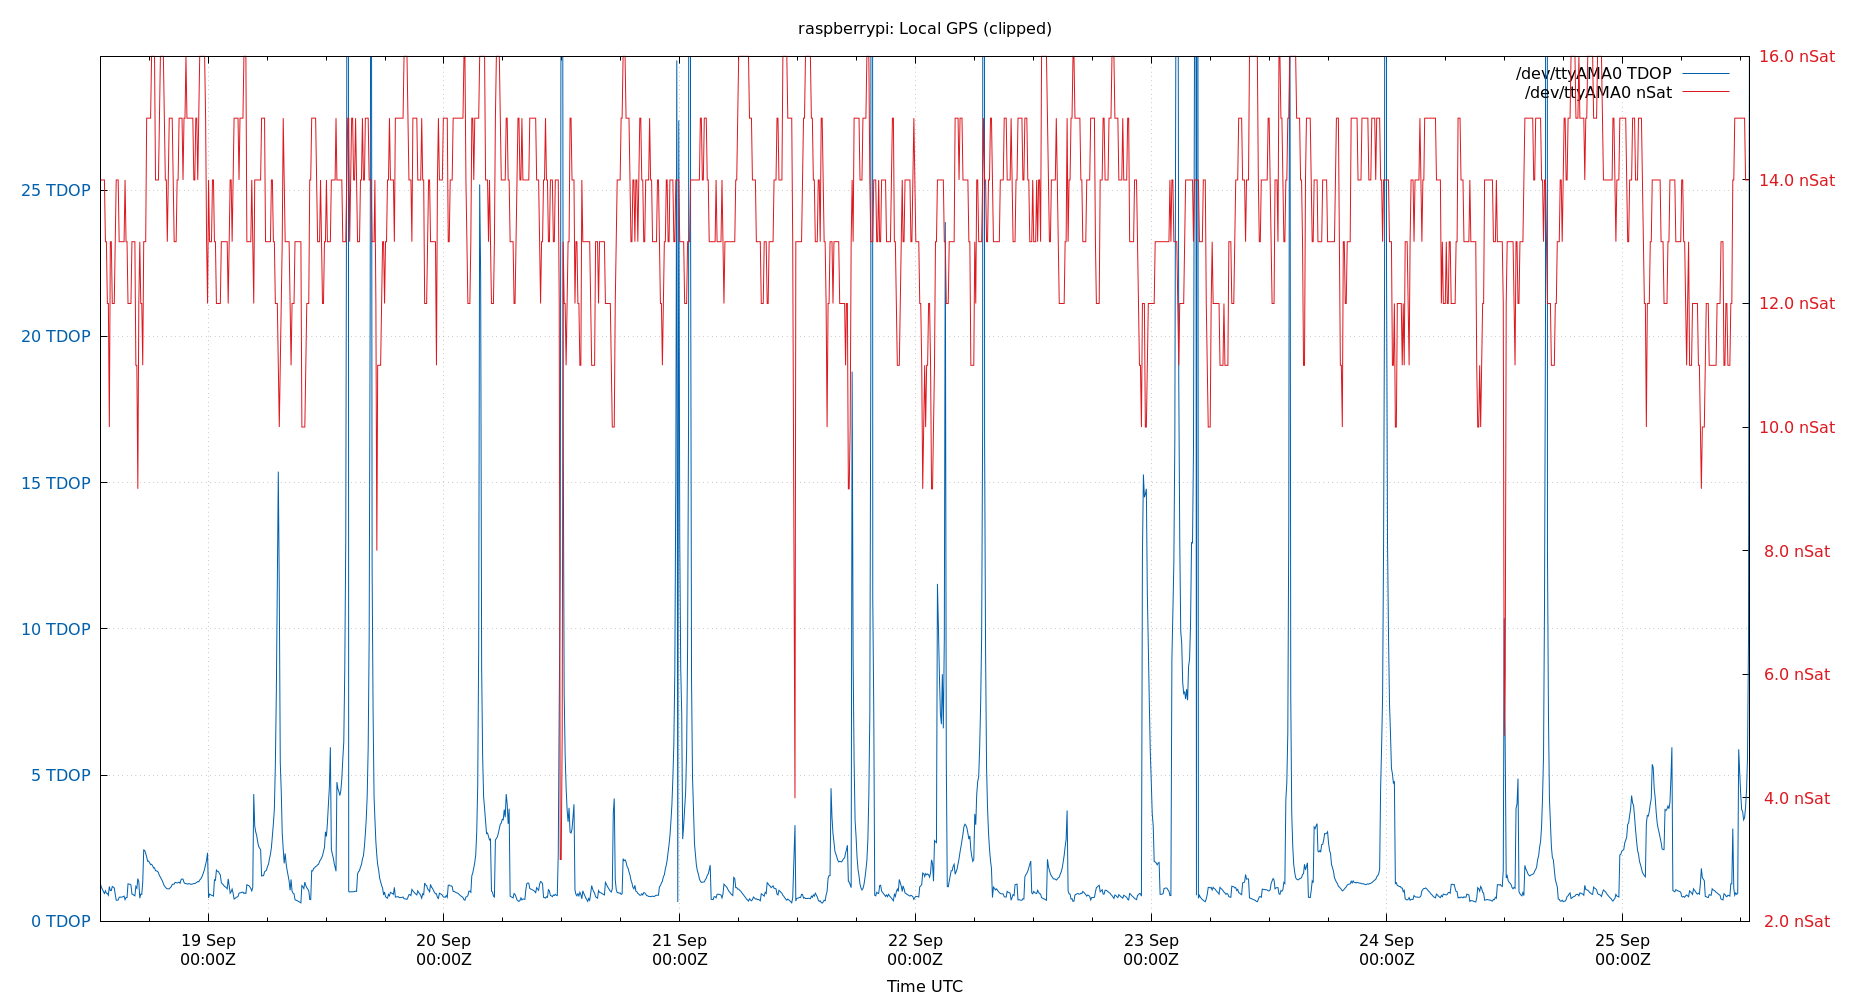 raspberrypi: Local GPS (clipped)
/dev/ttyAMA0 TDOP
/dev/ttyAMA0 nSat
25 TDOP
20 TDOP
15 TDOP
10 TDOP
5 TDOP
0 TDOP
16.0 nSat
14.0 nSat
12.0 nSat
10.0 nSat
8.0 nSat
6.0 nSat
4.0 nSat
2.0 nSat
19 Sep 20 Sep 21 Sep 22 Sep 23 Sep 24 Sep 25 Sep
00:00Z 00:00Z 00:00Z 00:00Z 00:00Z 00:00Z 00:00Z
Time UTC